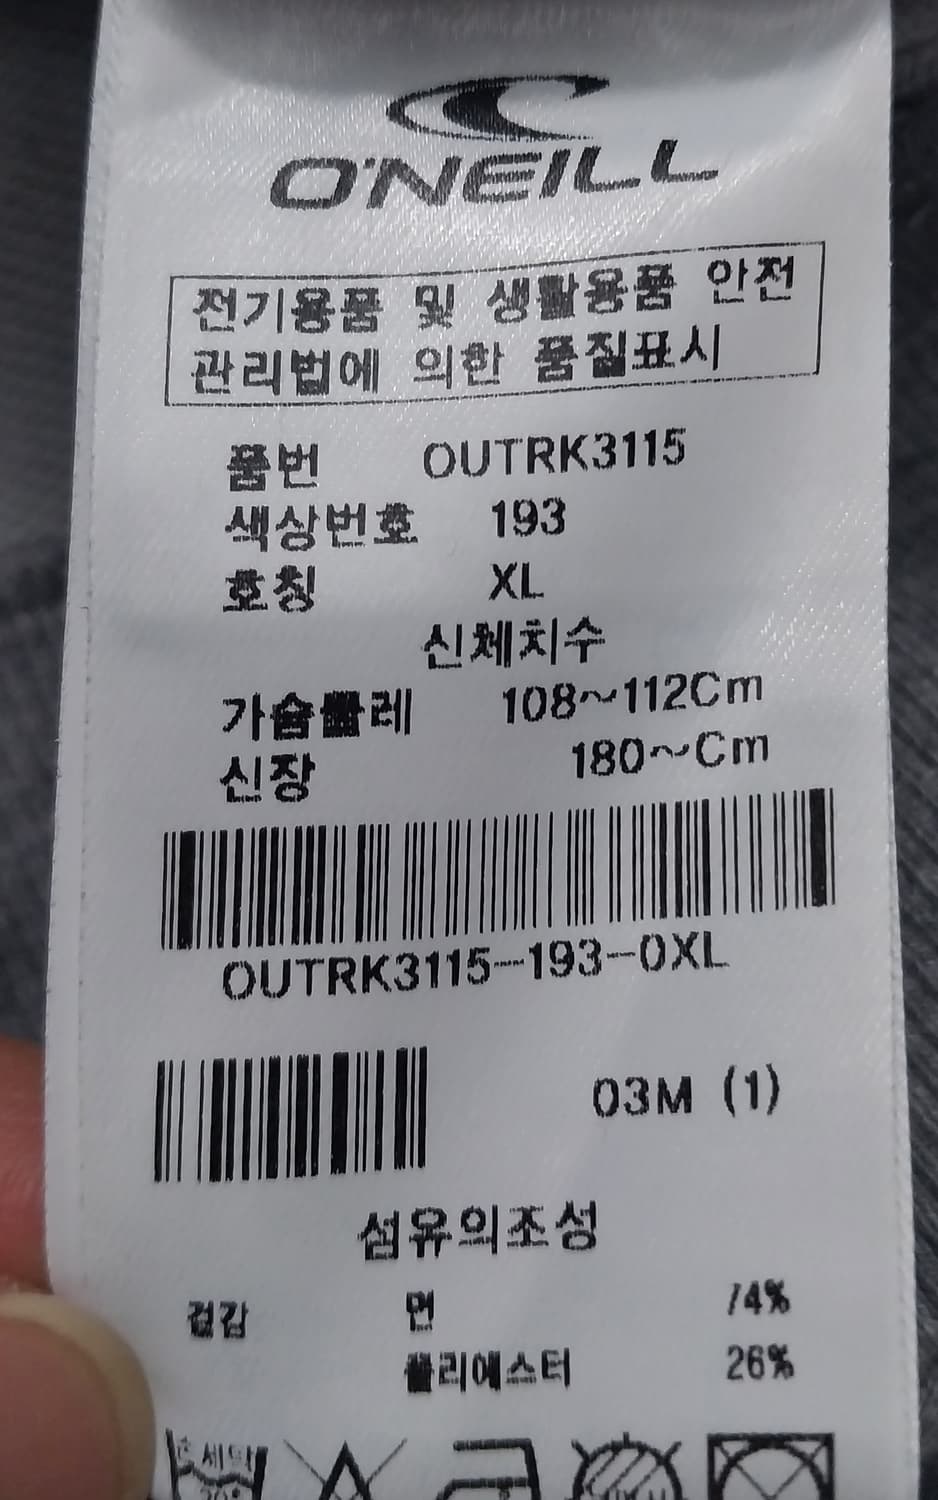 O'NEILL
전기용품 및 생활용품 안전
관리법에 의한 품질표시
품번 OUTRK3115
색상번호 193
호칭 XL
신체치수
가슴둘레 108~112Cm
신장 180~Cm
OUTRK3115-193-0XL
03M (1)
섬유의조성
겉감 면 74%
폴리에스터 26%